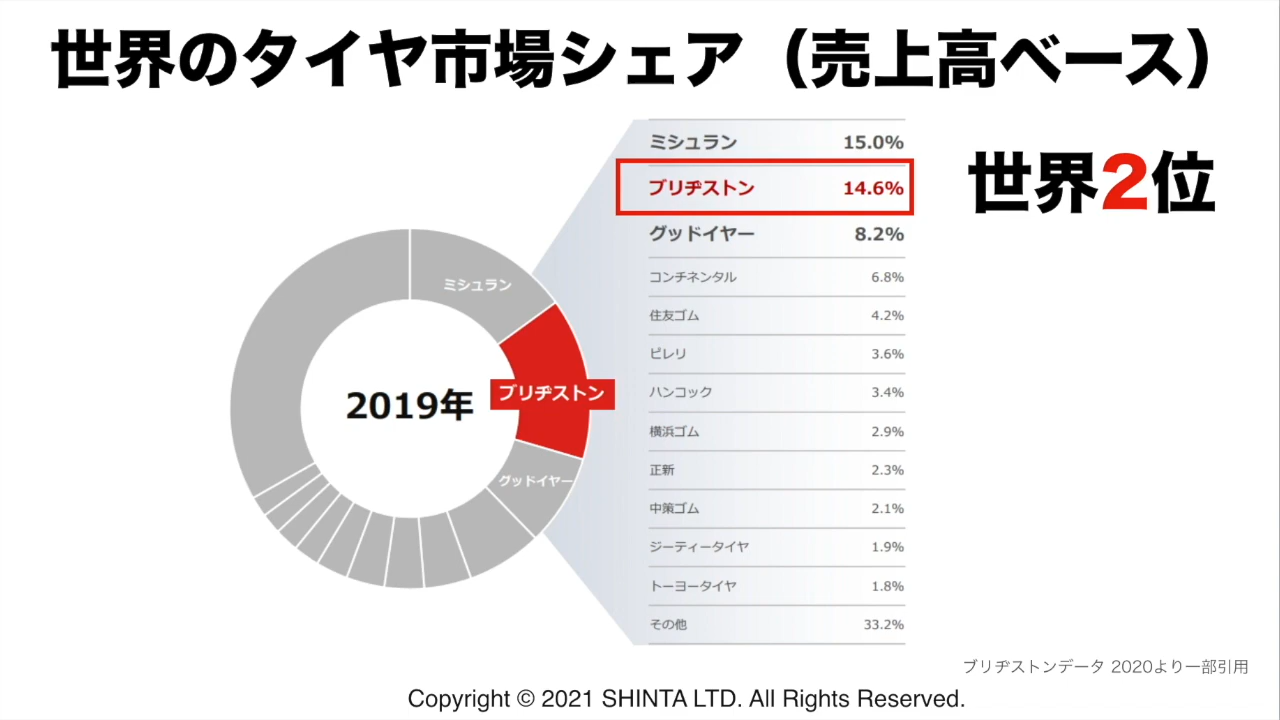 世界のタイヤ市場シェア（売上高ベース）
ミシュラン 15.0%
ブリヂストン 14.6%
世界2位
グッドイヤー 8.2%
コンチネンタル 6.8%
住友ゴム 4.2%
ピレリ 3.6%
ハンコック 3.4%
横浜ゴム 2.9%
正新 2.3%
中策ゴム 2.1%
ジーティータイヤ 1.9%
トーヨータイヤ 1.8%
その他 33.2%
ミシュラン
ブリヂストン
2019年
グッドイヤー
ブリヂストンデータ 2020より一部引用
Copyright © 2021 SHINTA LTD. All Rights Reserved.